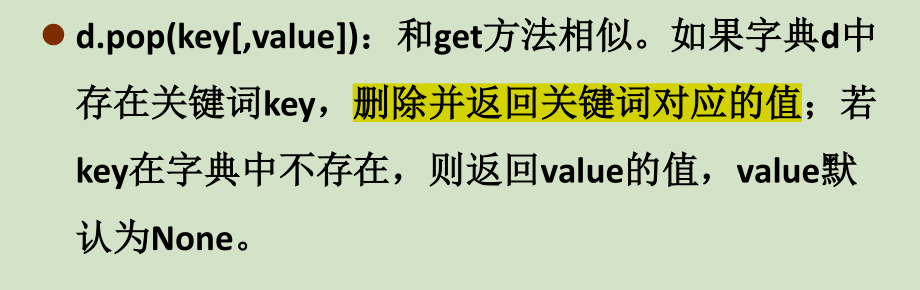 ● d.pop(key[,value])：和get方法相似。如果字典d中
存在关键词key，删除并返回关键词对应的值；若
key在字典中不存在，则返回value的值，value默
认为None。